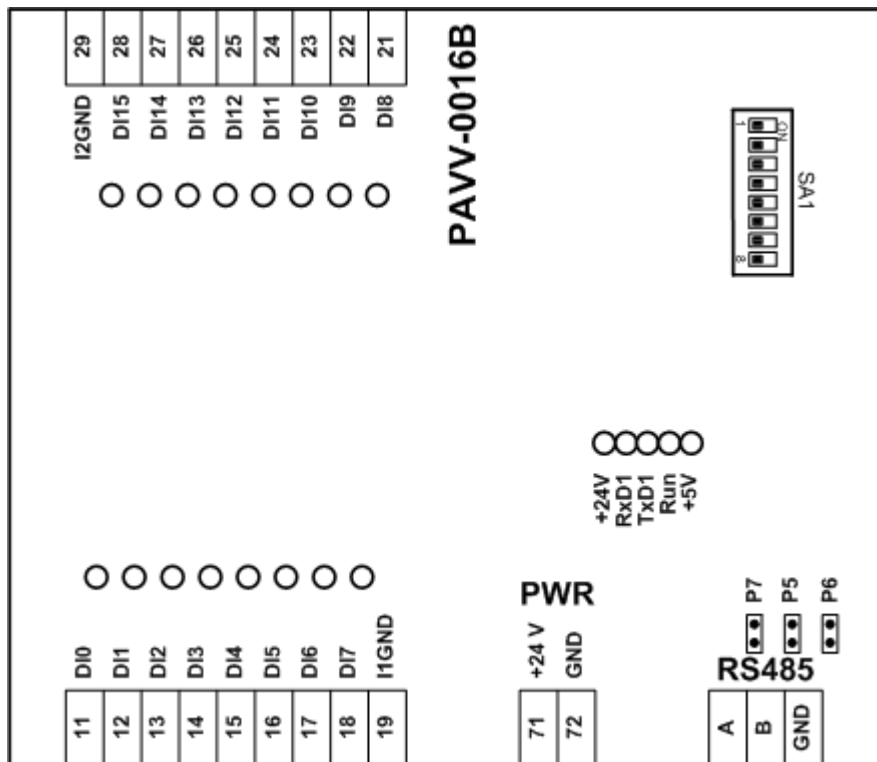 29 28 27 26 25 24 23 22 21
I2GND DI15 DI14 DI13 DI12 DI11 DI10 DI9 DI8
PAVV-0016B
1
ON
8
SA1
+24V RxD1 TxD1 Run +5V
PWR
P7 P5 P6
DI0 DI1 DI2 DI3 DI4 DI5 DI6 DI7 I1GND
+24 V GND
RS485
11 12 13 14 15 16 17 18 19
71 72
A B GND